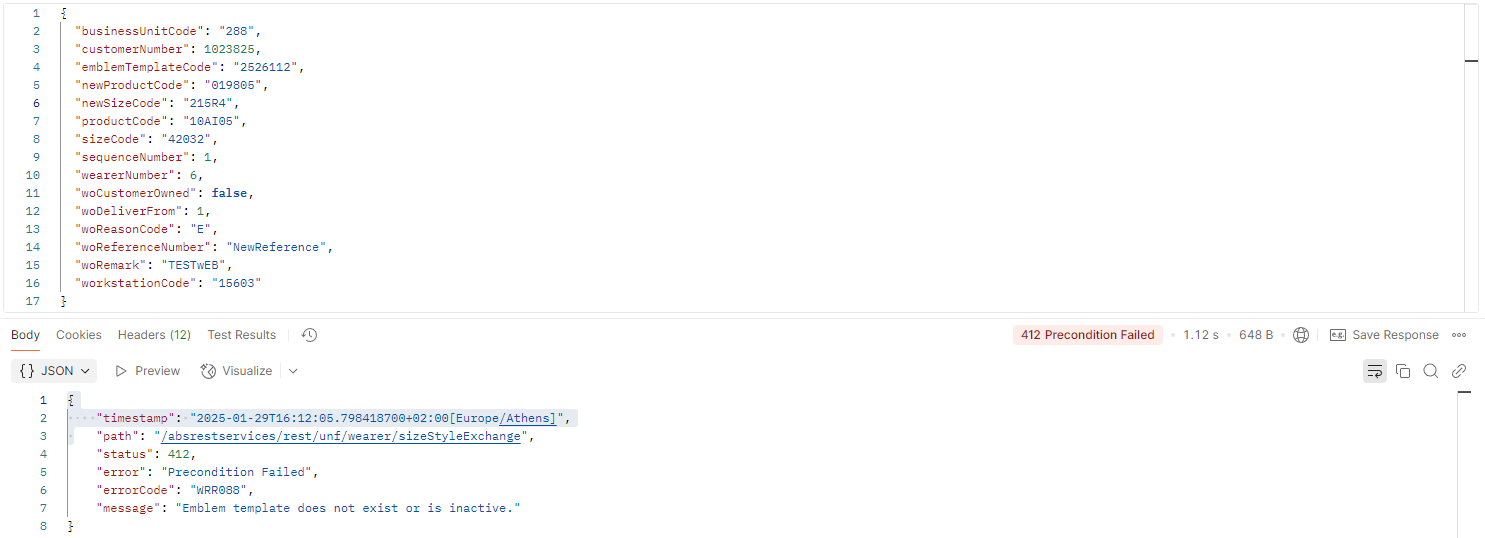 1 {
2 "businessUnitCode": "288",
3 "customerNumber": 1023825,
4 "emblemTemplateCode": "2526112",
5 "newProductCode": "019805",
6 "newSizeCode": "215R4",
7 "productCode": "10AI05",
8 "sizeCode": "42032",
9 "sequenceNumber": 1,
10 "wearerNumber": 6,
11 "woCustomerOwned": false,
12 "woDeliverFrom": 1,
13 "woReasonCode": "E",
14 "woReferenceNumber": "NewReference",
15 "woRemark": "TESTwEB",
16 "workstationCode": "15603"
17 }
Body Cookies Headers (12) Test Results 412 Precondition Failed • 1.12 s • 648 B e.g. Save Response
{} JSON Preview Visualize
1 {
2 "timestamp": "2025-01-29T16:12:05.798418700+02:00[Europe/Athens]",
3 "path": "/absrestservices/rest/unf/wearer/sizeStyleExchange",
4 "status": 412,
5 "error": "Precondition Failed",
6 "errorCode": "WRR088",
7 "message": "Emblem template does not exist or is inactive."
8 }